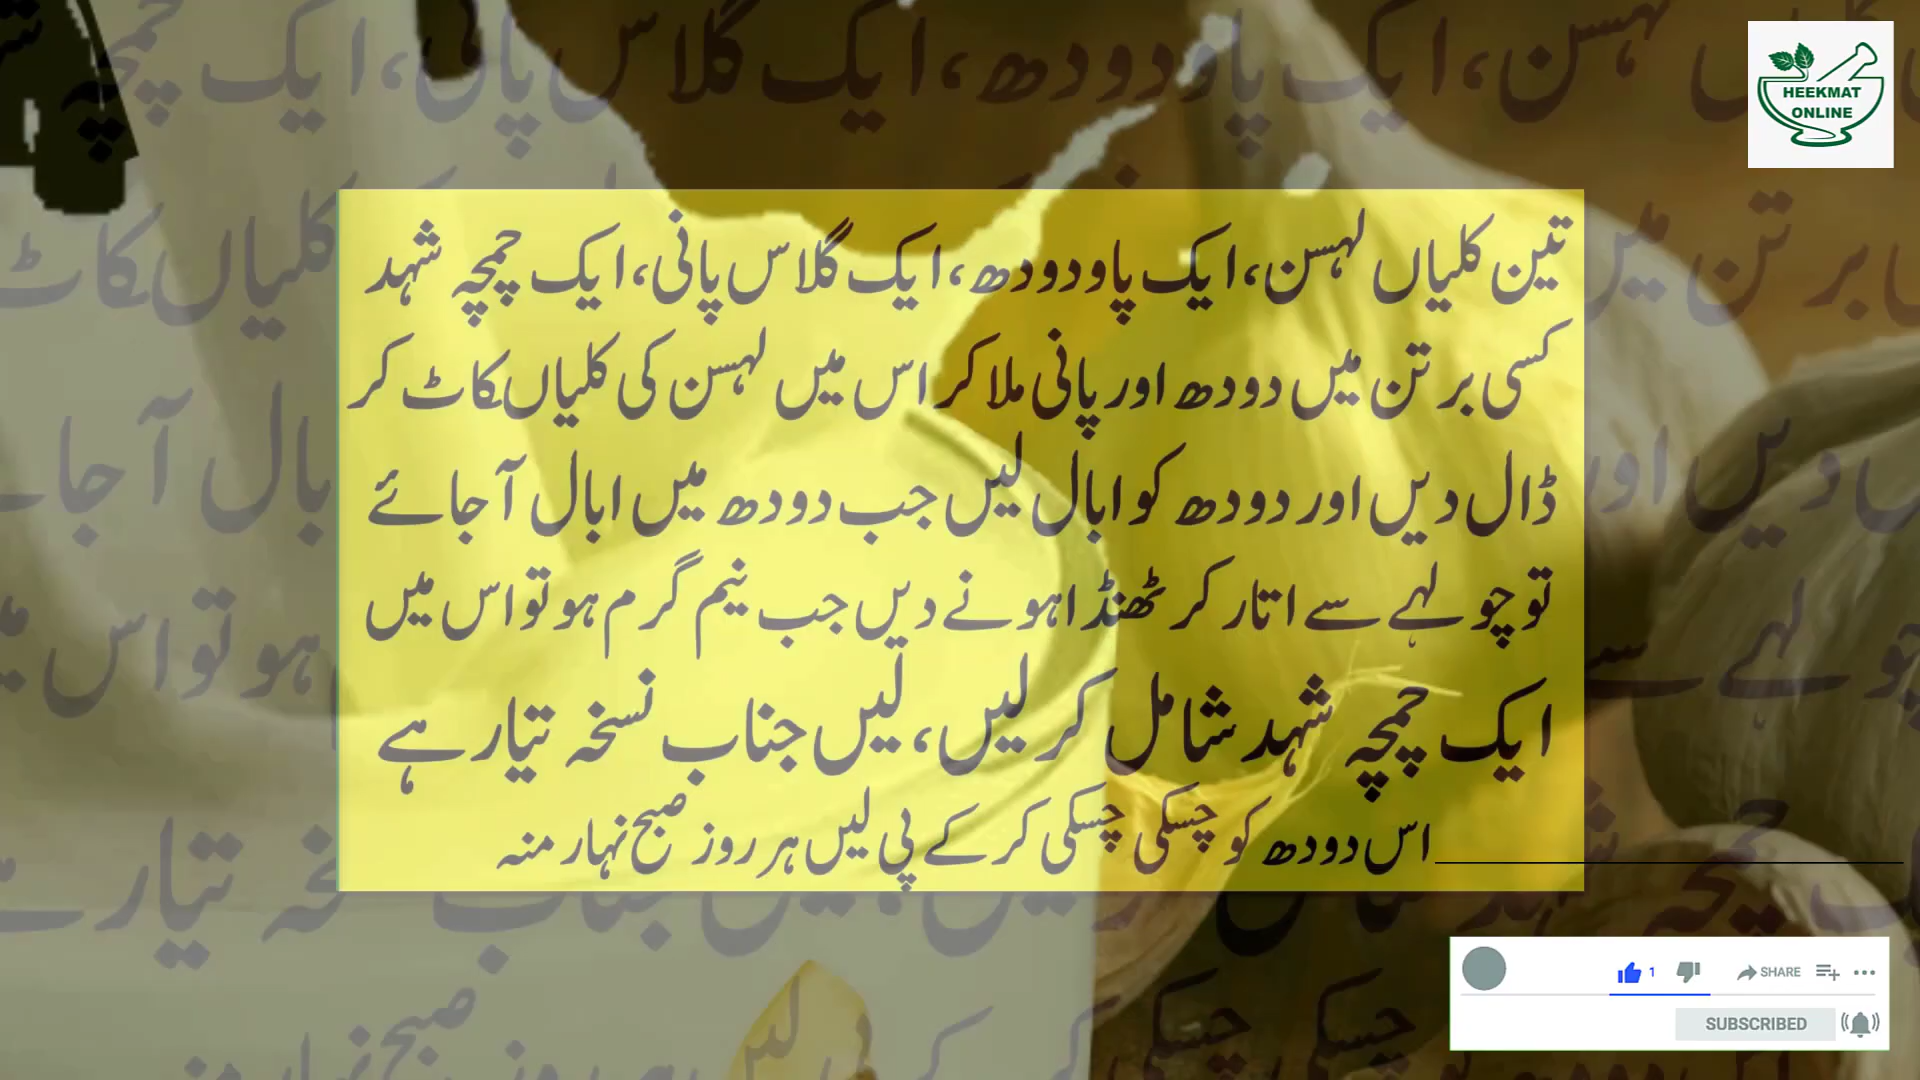 HEEKMAT
ONLINE
تین کلیاں لہسن، ایک پاودودھ، ایک گلاس پانی، ایک چمچہ شہد
کسی برتن میں دودھ اور پانی ملا کر اس میں لہسن کی کلیاں کاٹ کر
ڈال دیں اور دودھ کو ابال لیں جب دودھ میں ابال آ جائے
تو چولہے سے اتار کر ٹھنڈا ہونے دیں جب نیم گرم ہو تو اس میں
ایک چمچہ شہد شامل کر لیں، لیں جناب نسخہ تیار ہے
اس دودھ کو چسکی چسکی کر کے پی لیں ہر روز صبح نہار منہ
1 SHARE
SUBSCRIBED